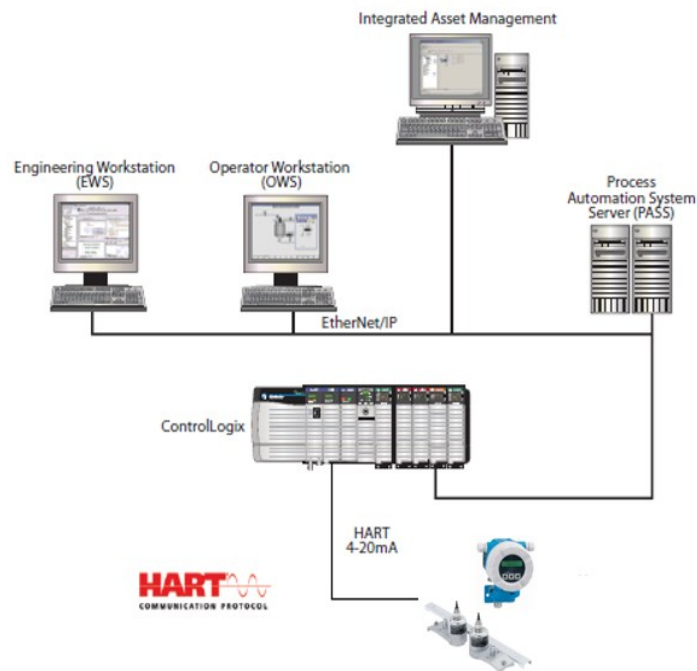 Integrated Asset Management
Engineering Workstation
(EWS)
Operator Workstation
(OWS)
Process
Automation System
Server (PASS)
EtherNet/IP
ControlLogix
HART
4-20mA
HART
COMMUNICATION PROTOCOL